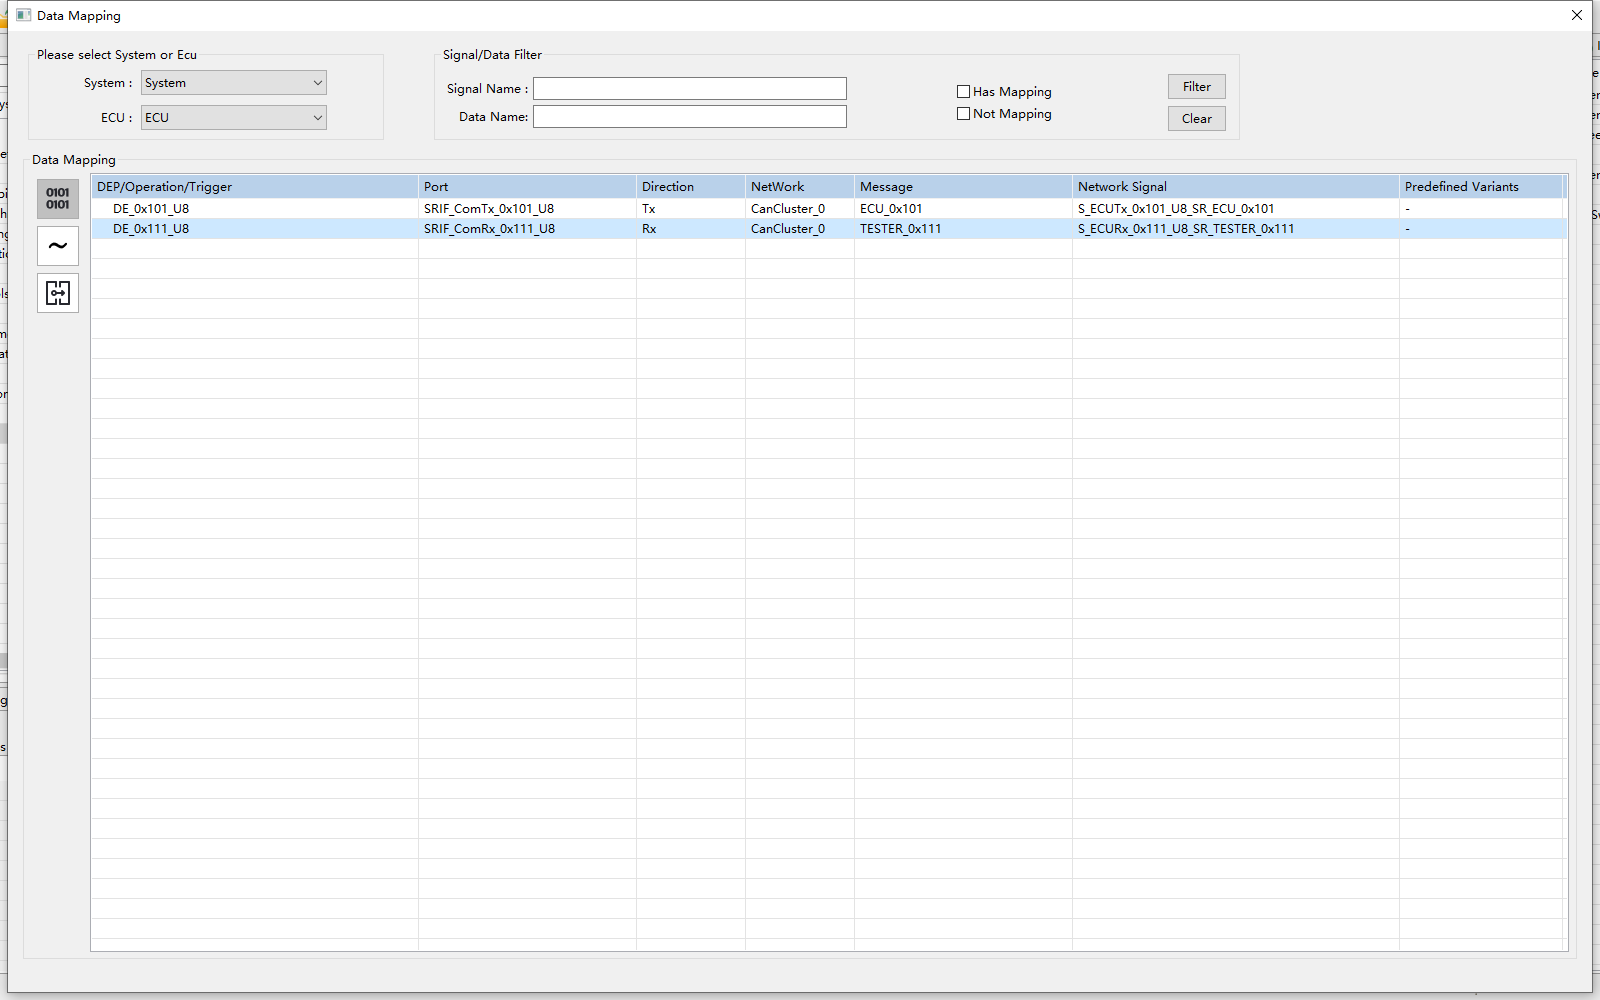 Data Mapping
Please select System or Ecu
System : System
ECU : ECU
Signal/Data Filter
Signal Name :
Data Name:
Has Mapping
Not Mapping
Filter
Clear
Data Mapping
0101
0101
~
DEP/Operation/Trigger Port Direction NetWork Message Network Signal Predefined Variants
DE_0x101_U8 SRIF_ComTx_0x101_U8 Tx CanCluster_0 ECU_0x101 S_ECUTx_0x101_U8_SR_ECU_0x101 -
DE_0x111_U8 SRIF_ComRx_0x111_U8 Rx CanCluster_0 TESTER_0x111 S_ECURx_0x111_U8_SR_TESTER_0x111 -